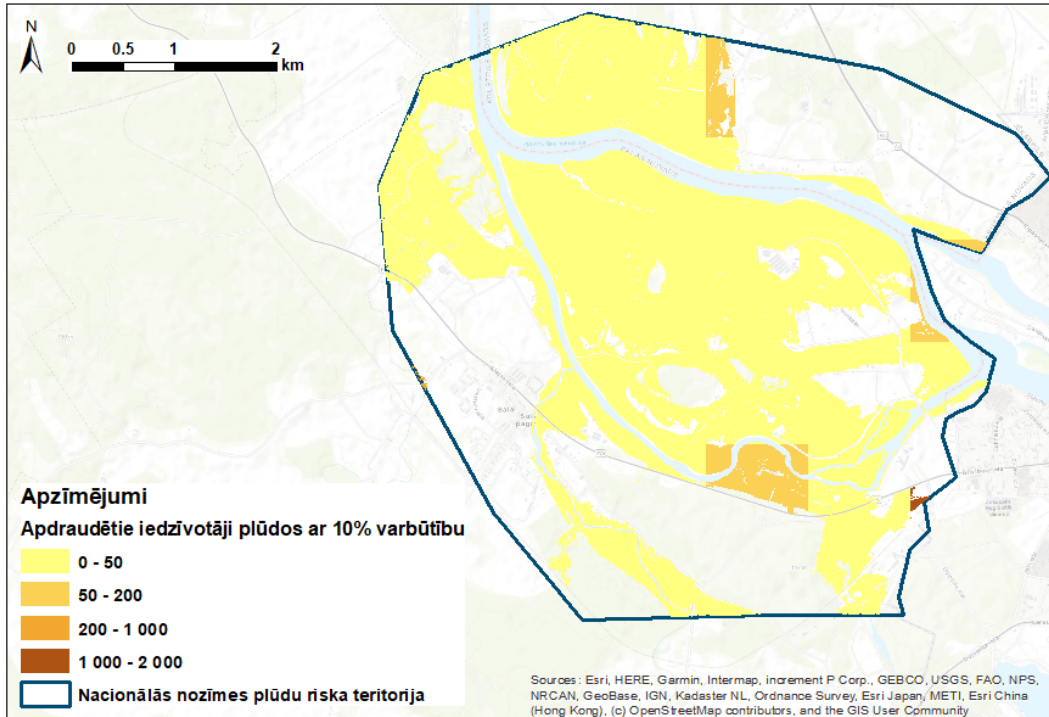 N
0 0.5 1 2
km
SALAS NOVADS
Sala
Apzīmējumi
Apdraudētie iedzīvotāji plūdos ar 10% varbūtību
0 - 50
50 - 200
200 - 1 000
1 000 - 2 000
Nacionālās nozīmes plūdu riska teritorija
Sources: Esri, HERE, Garmin, Intermap, increment P Corp., GEBCO, USGS, FAO, NPS,
NRCAN, GeoBase, IGN, Kadaster NL, Ordnance Survey, Esri Japan, METI, Esri China
(Hong Kong), (c) OpenStreetMap contributors, and the GIS User Community